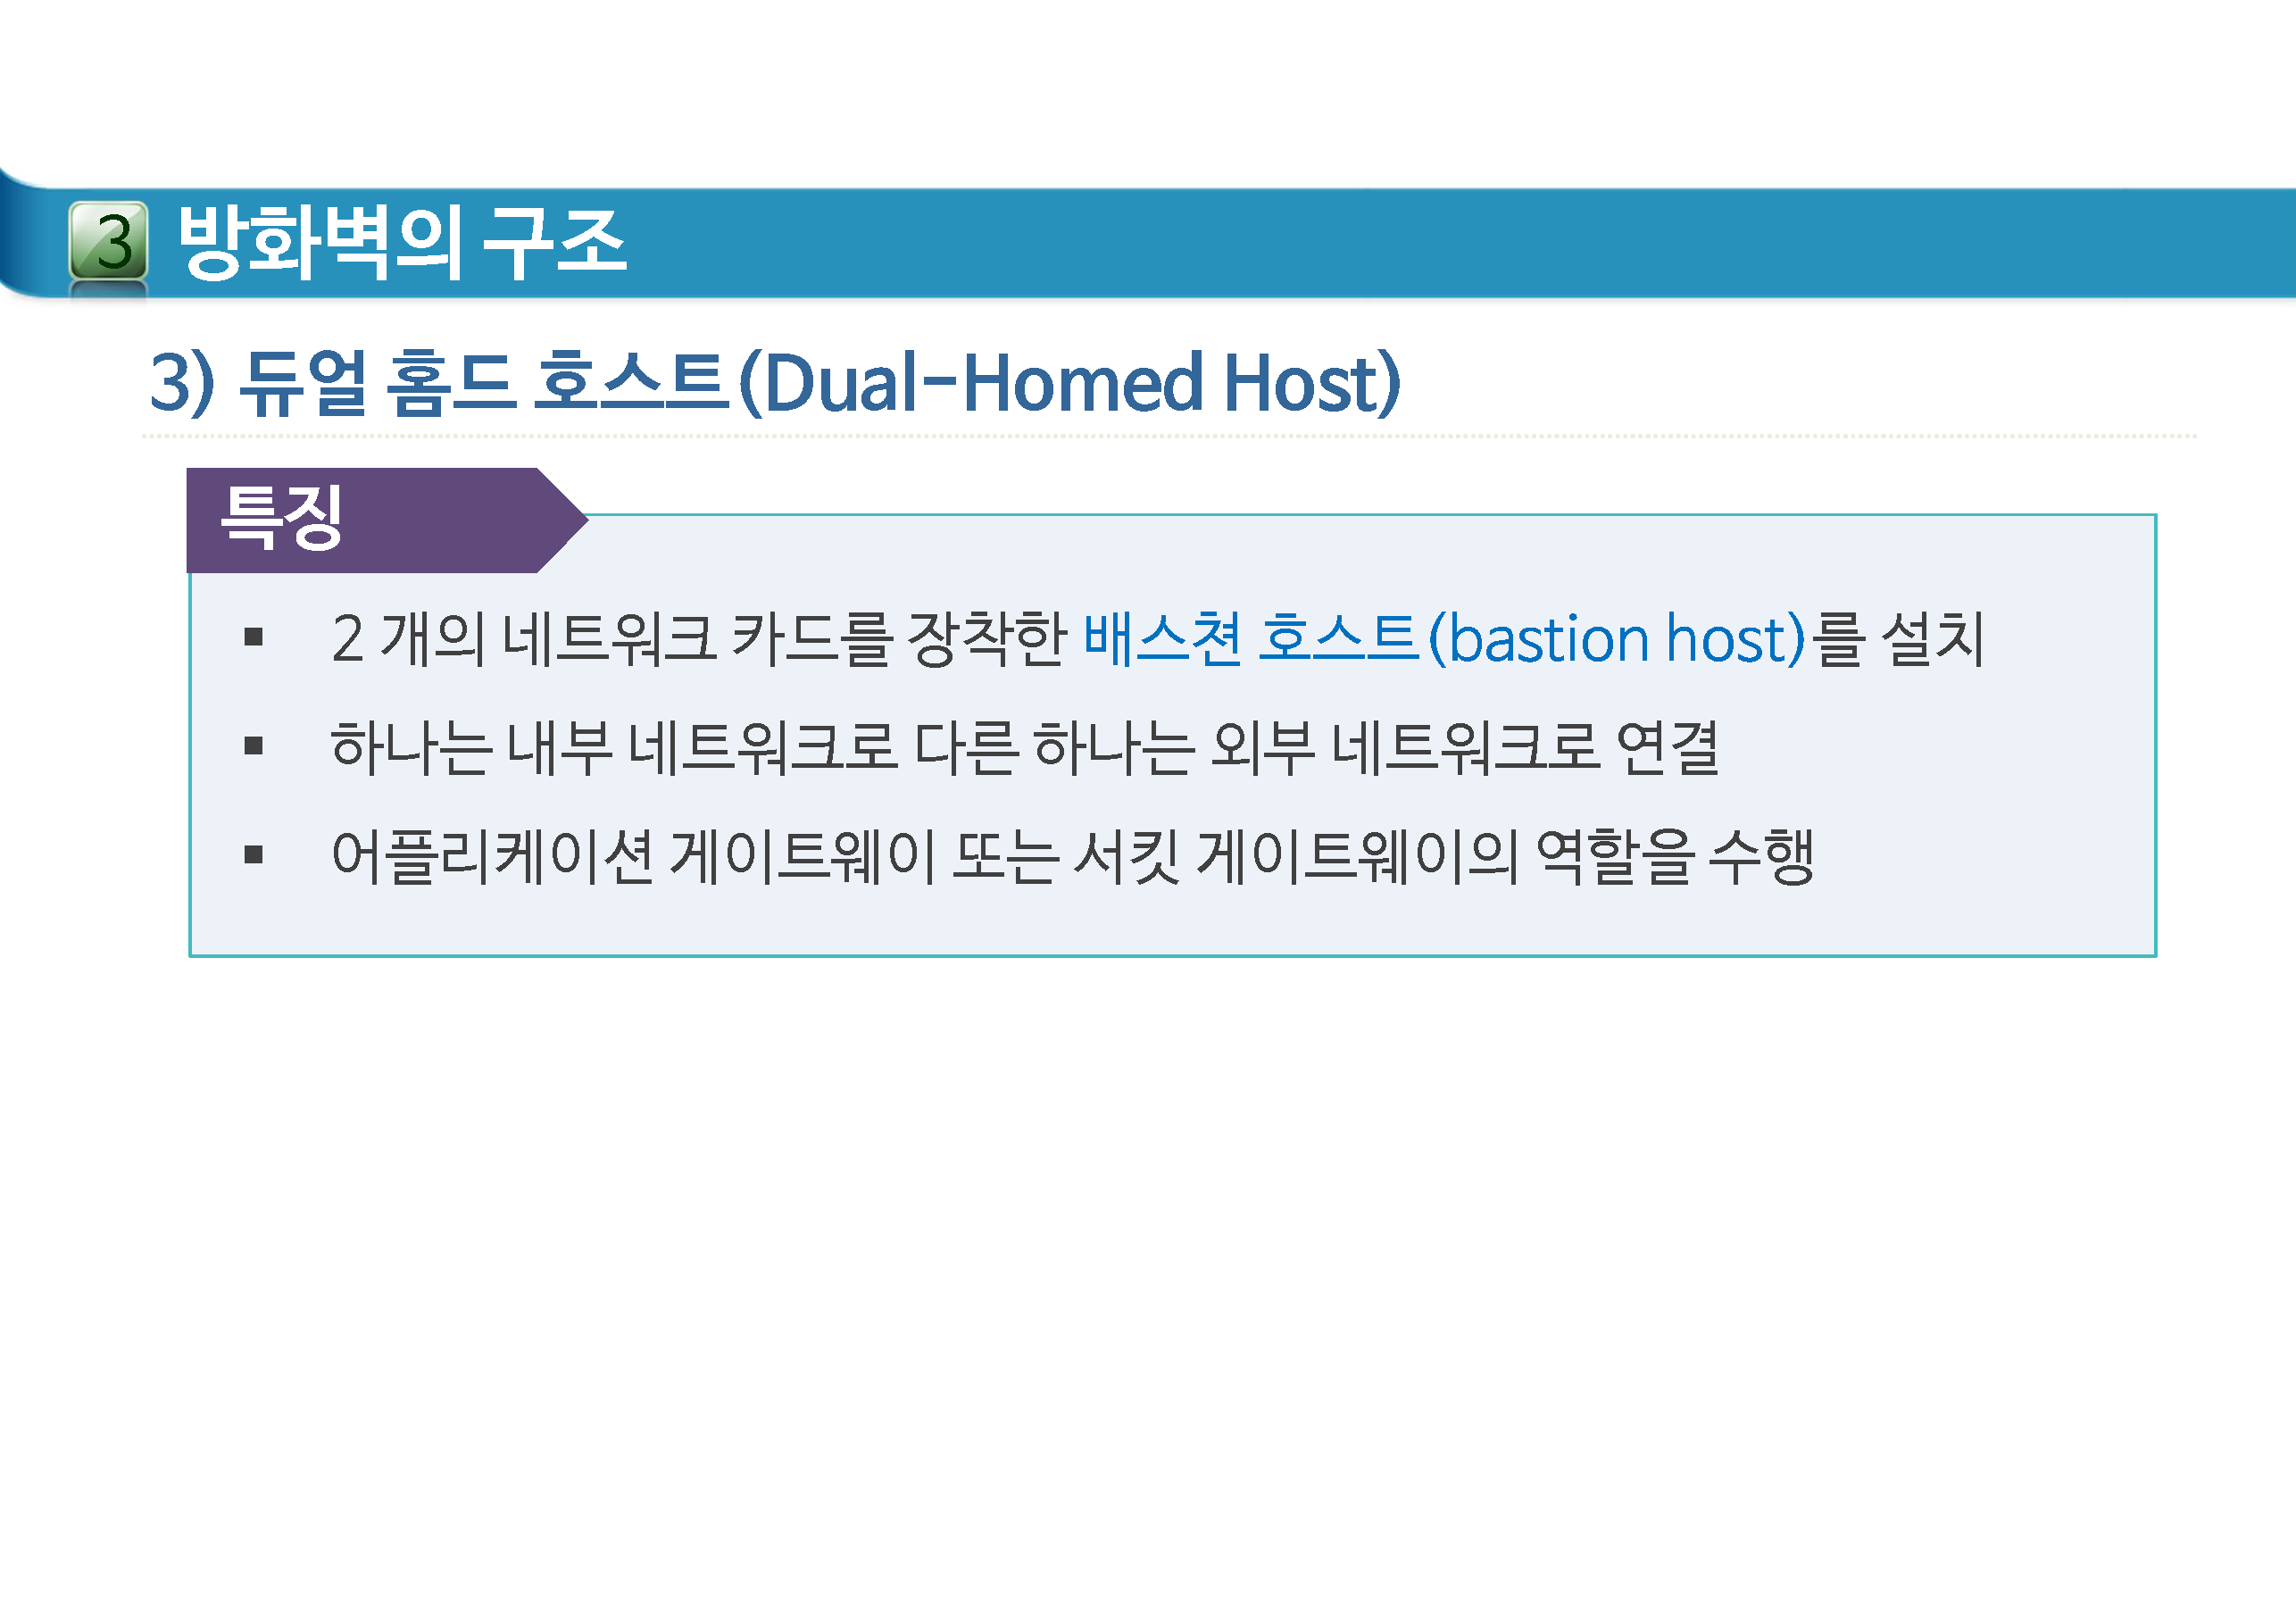 3 방화벽의 구조
3) 듀얼 홈드 호스트(Dual-Homed Host)
특징
▪ 2 개의 네트워크 카드를 장착한 배스천 호스트(bastion host)를 설치
▪ 하나는 내부 네트워크로 다른 하나는 외부 네트워크로 연결
▪ 어플리케이션 게이트웨이 또는 서킷 게이트웨이의 역할을 수행